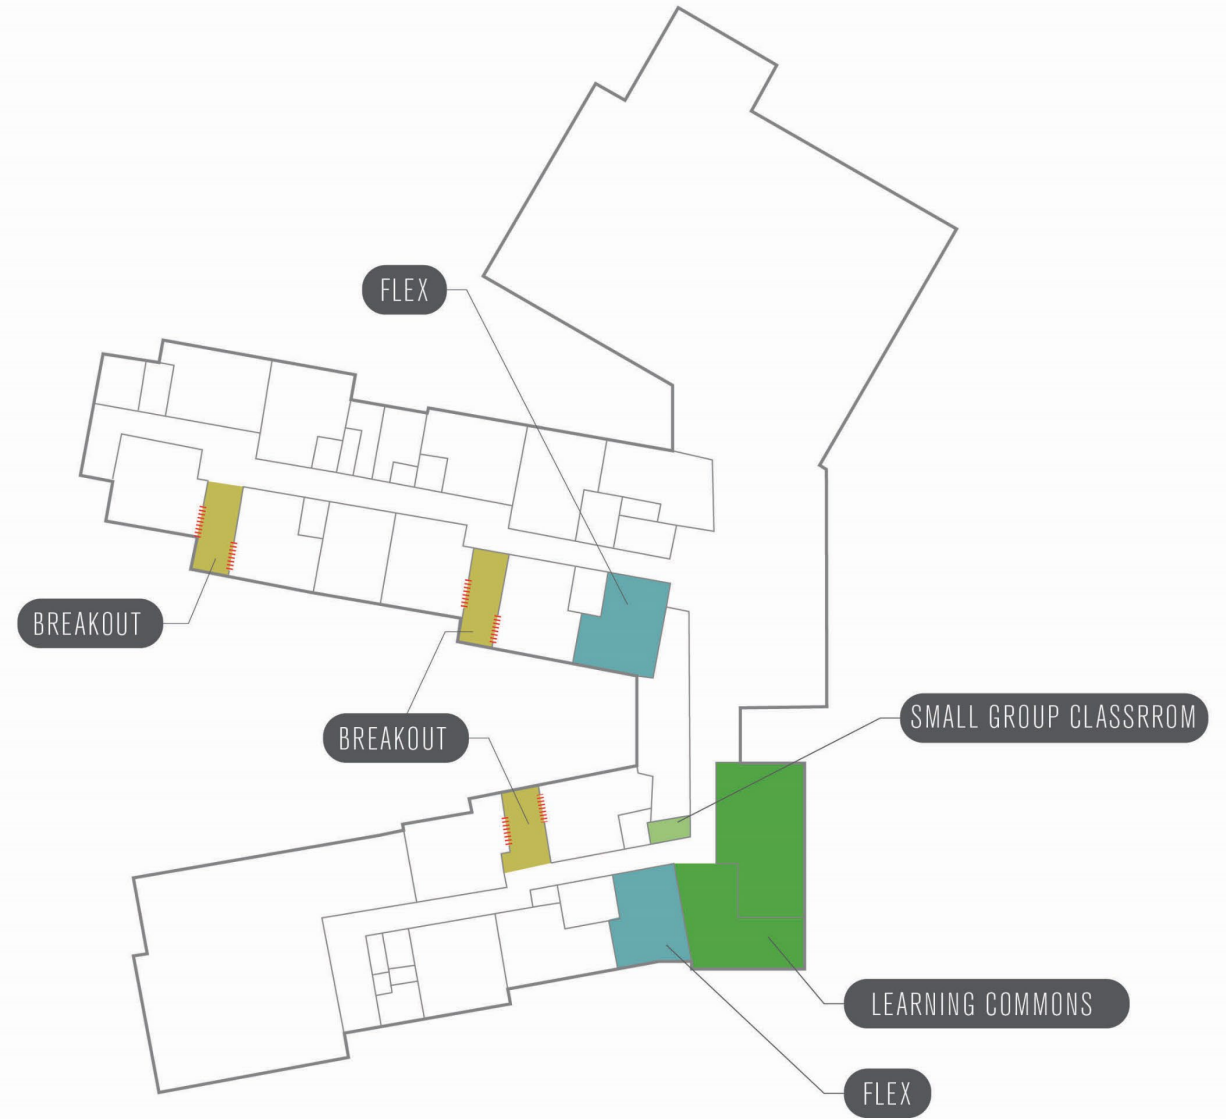 FLEX
BREAKOUT
BREAKOUT
SMALL GROUP CLASSRROM
LEARNING COMMONS
FLEX